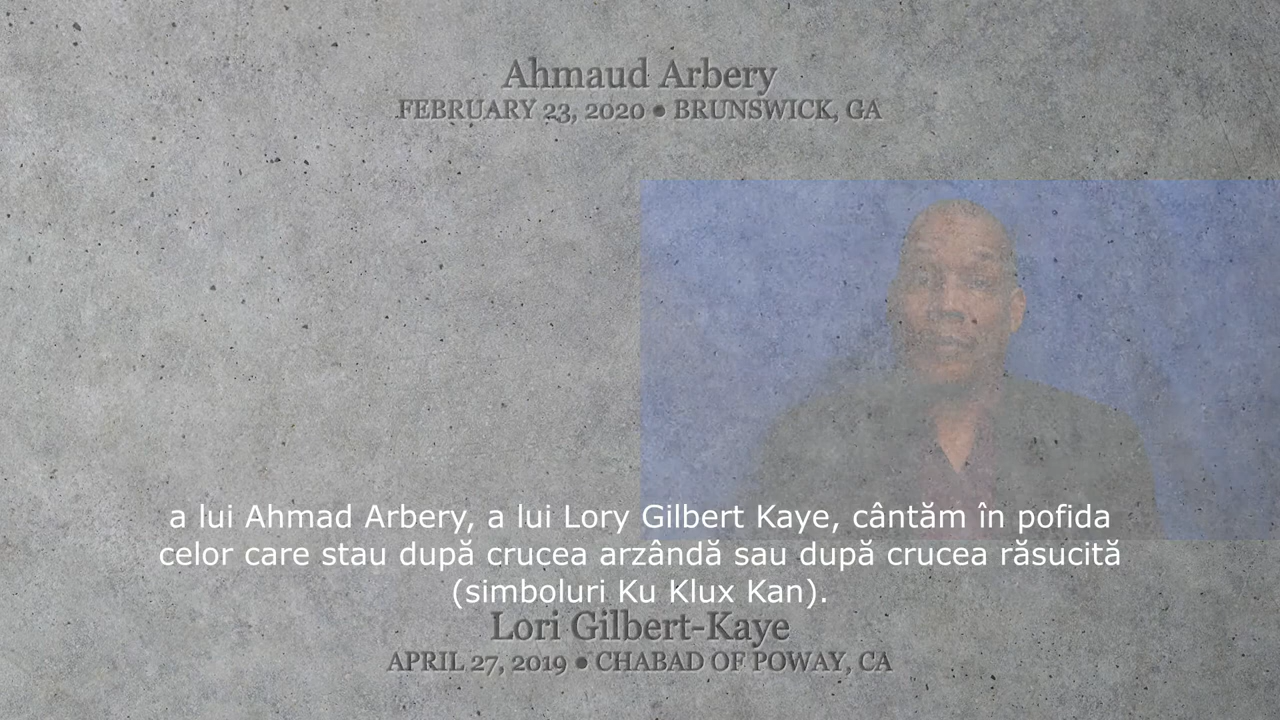 Ahmaud Arbery
FEBRUARY 23, 2020 ● BRUNSWICK, GA
a lui Ahmad Arbery, a lui Lory Gilbert Kaye, cântăm în pofida
celor care stau după crucea arzândă sau după crucea răsucită
(simboluri Ku Klux Kan).
Lori Gilbert-Kaye
APRIL 27, 2019 ● CHABAD OF POWAY, CA